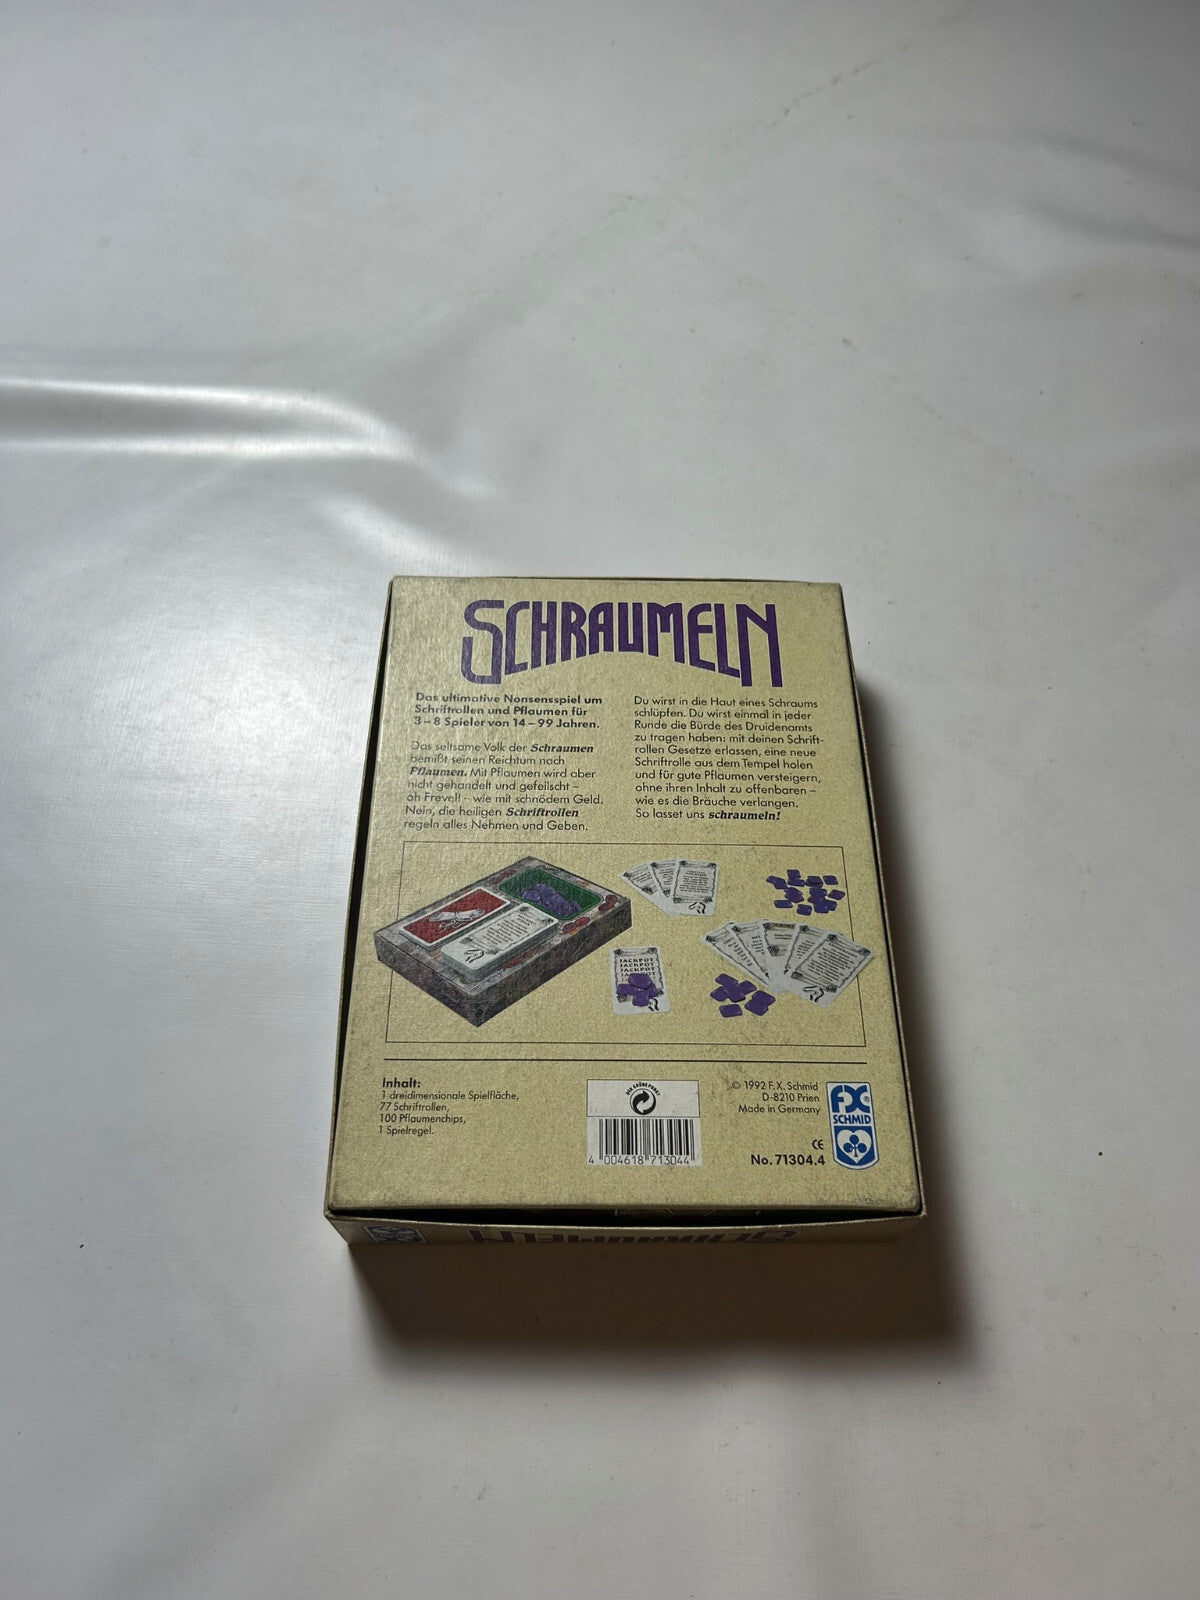 SCHRAUMELN
Das ultimative Nonsensspiel um
Schriftrollen und Pflaumen für
3–8 Spieler von 14–99 Jahren.
Das seltsame Volk der Schraumen
bemißt seinen Reichtum nach
Pflaumen. Mit Pflaumen wird aber
nicht gehandelt und gefeilscht –
oh Frevel! – wie mit schnödem Geld.
Nein, die heiligen Schriftrollen
regeln alles Nehmen und Geben.
Du wirst in die Haut eines Schraums
schlüpfen. Du wirst einmal in jeder
Runde die Bürde des Druidenamts
zu tragen haben: mit deinen Schrift-
rollen Gesetze erlassen, eine neue
Schriftrolle aus dem Tempel holen
und für gute Pflaumen versteigern,
ohne ihren Inhalt zu offenbaren –
wie es die Bräuche verlangen.
So lasset uns schraumeln!
JACKPOT
JACKPOT
JACKPOT
Inhalt:
1 dreidimensionale Spielfläche,
77 Schriftrollen,
100 Pflaumenchips,
1 Spielregel.
DER GRÜNE PUNKT
4 004618 713044
© 1992 F.X. Schmid
D-8210 Prien
Made in Germany
CE
No. 71304.4
FX
SCHMID
SCHRAUMELN